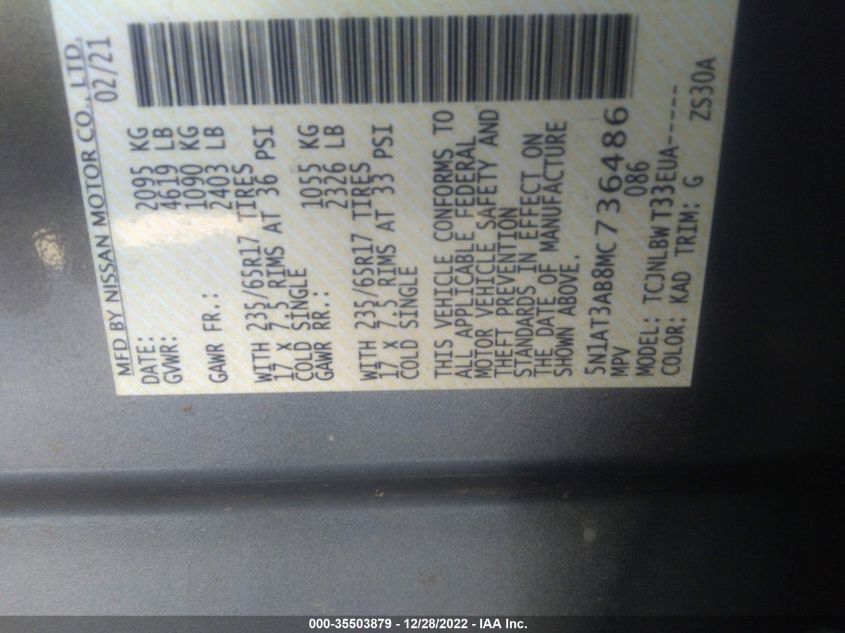 MFD BY NISSAN MOTOR CO., LTD.
DATE: 02/21
GVWR: 2095 KG
4619 LB
GAWR FR.: 1090 KG
2403 LB
WITH 235/65R17 TIRES
17 X 7.5 RIMS AT 36 PSI
COLD SINGLE
GAWR RR.: 1055 KG
2326 LB
WITH 235/65R17 TIRES
17 X 7.5 RIMS AT 33 PSI
COLD SINGLE
THIS VEHICLE CONFORMS TO
ALL APPLICABLE FEDERAL
MOTOR VEHICLE SAFETY AND
THEFT PREVENTION
STANDARDS IN EFFECT ON
THE DATE OF MANUFACTURE
SHOWN ABOVE.
5N1AT3AB8MC736486
MPV 086
MODEL: TCJNLBW T33EUA-----
COLOR: KAD TRIM: G ZS30A
000-35503879 - 12/28/2022 - IAA Inc.